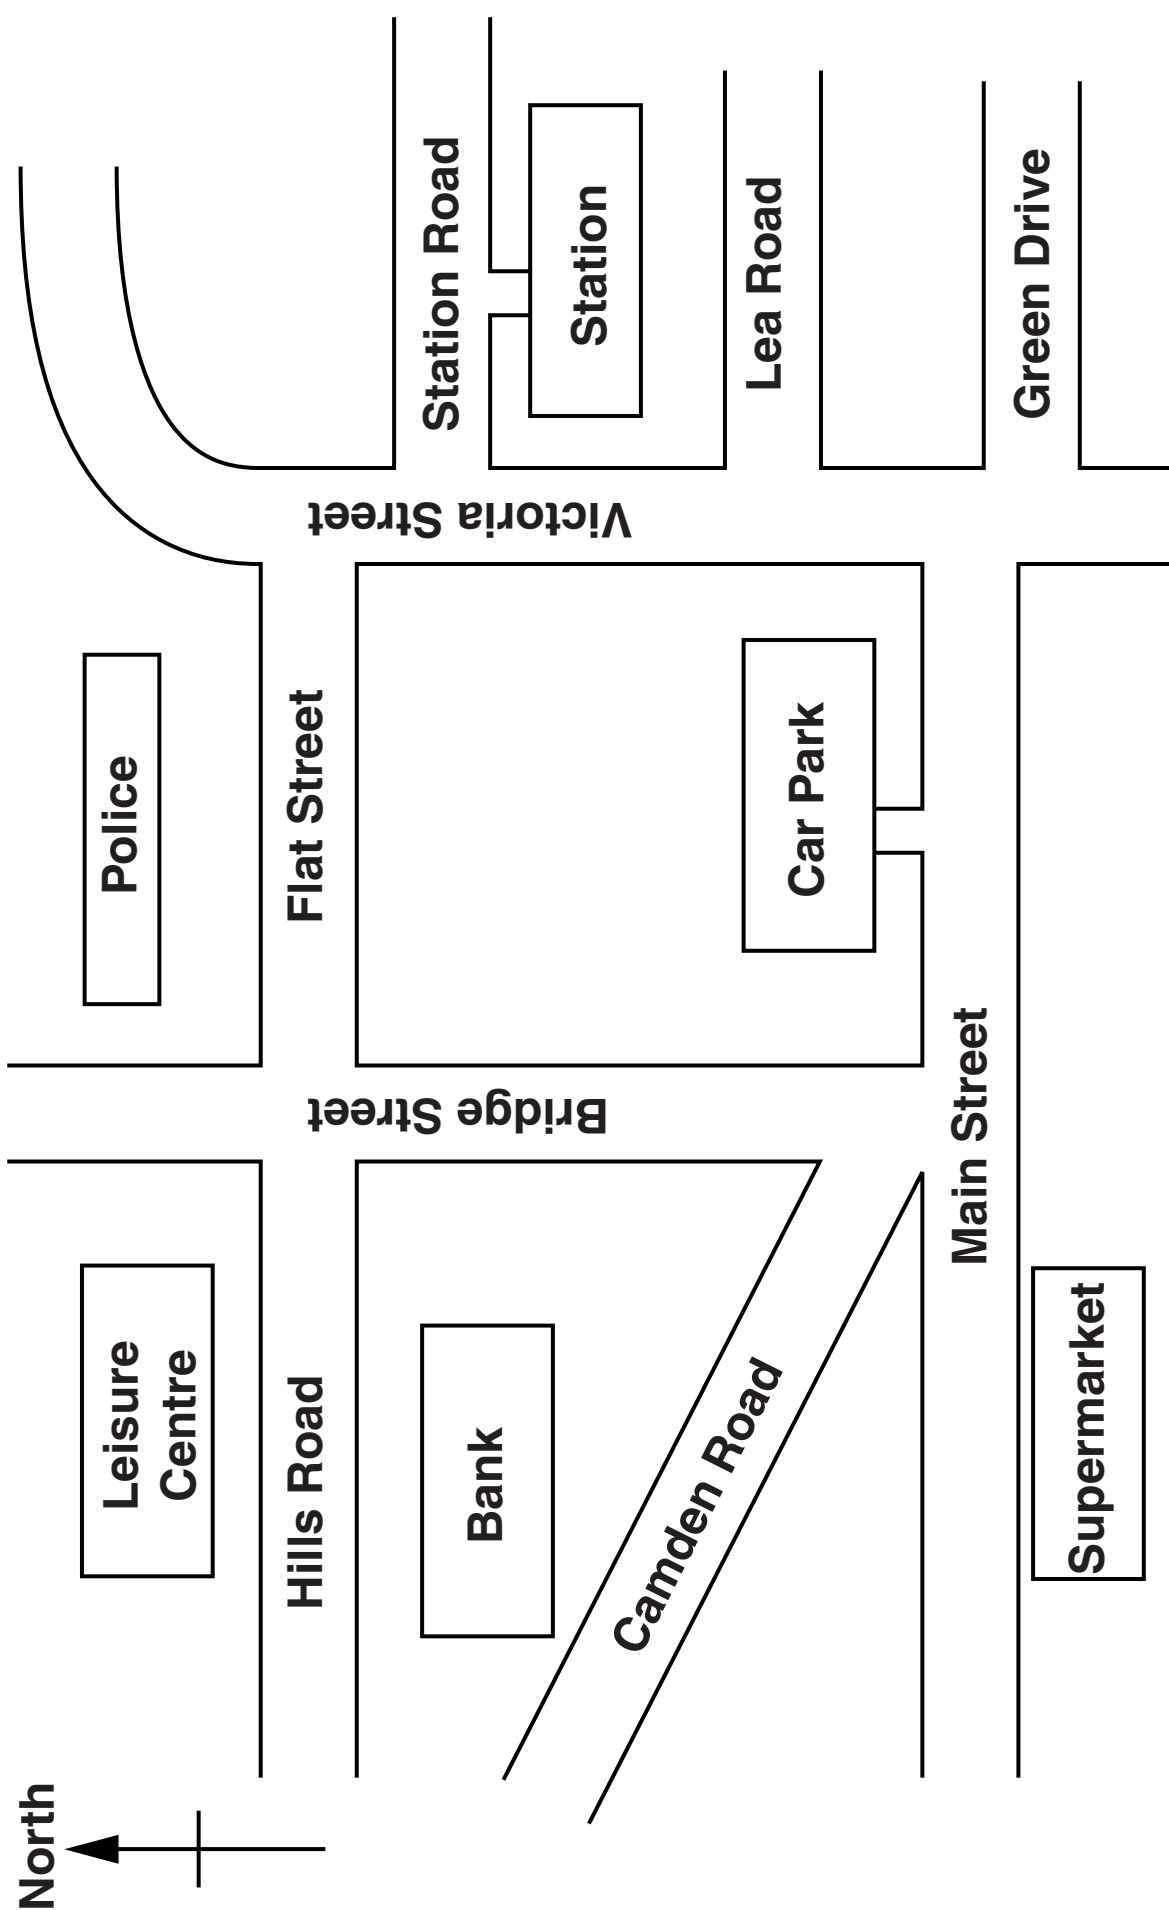 North
Leisure
Centre
Police
Hills Road
Flat Street
Bridge Street
Victoria Street
Station Road
Bank
Station
Camden Road
Car Park
Lea Road
Main Street
Green Drive
Supermarket